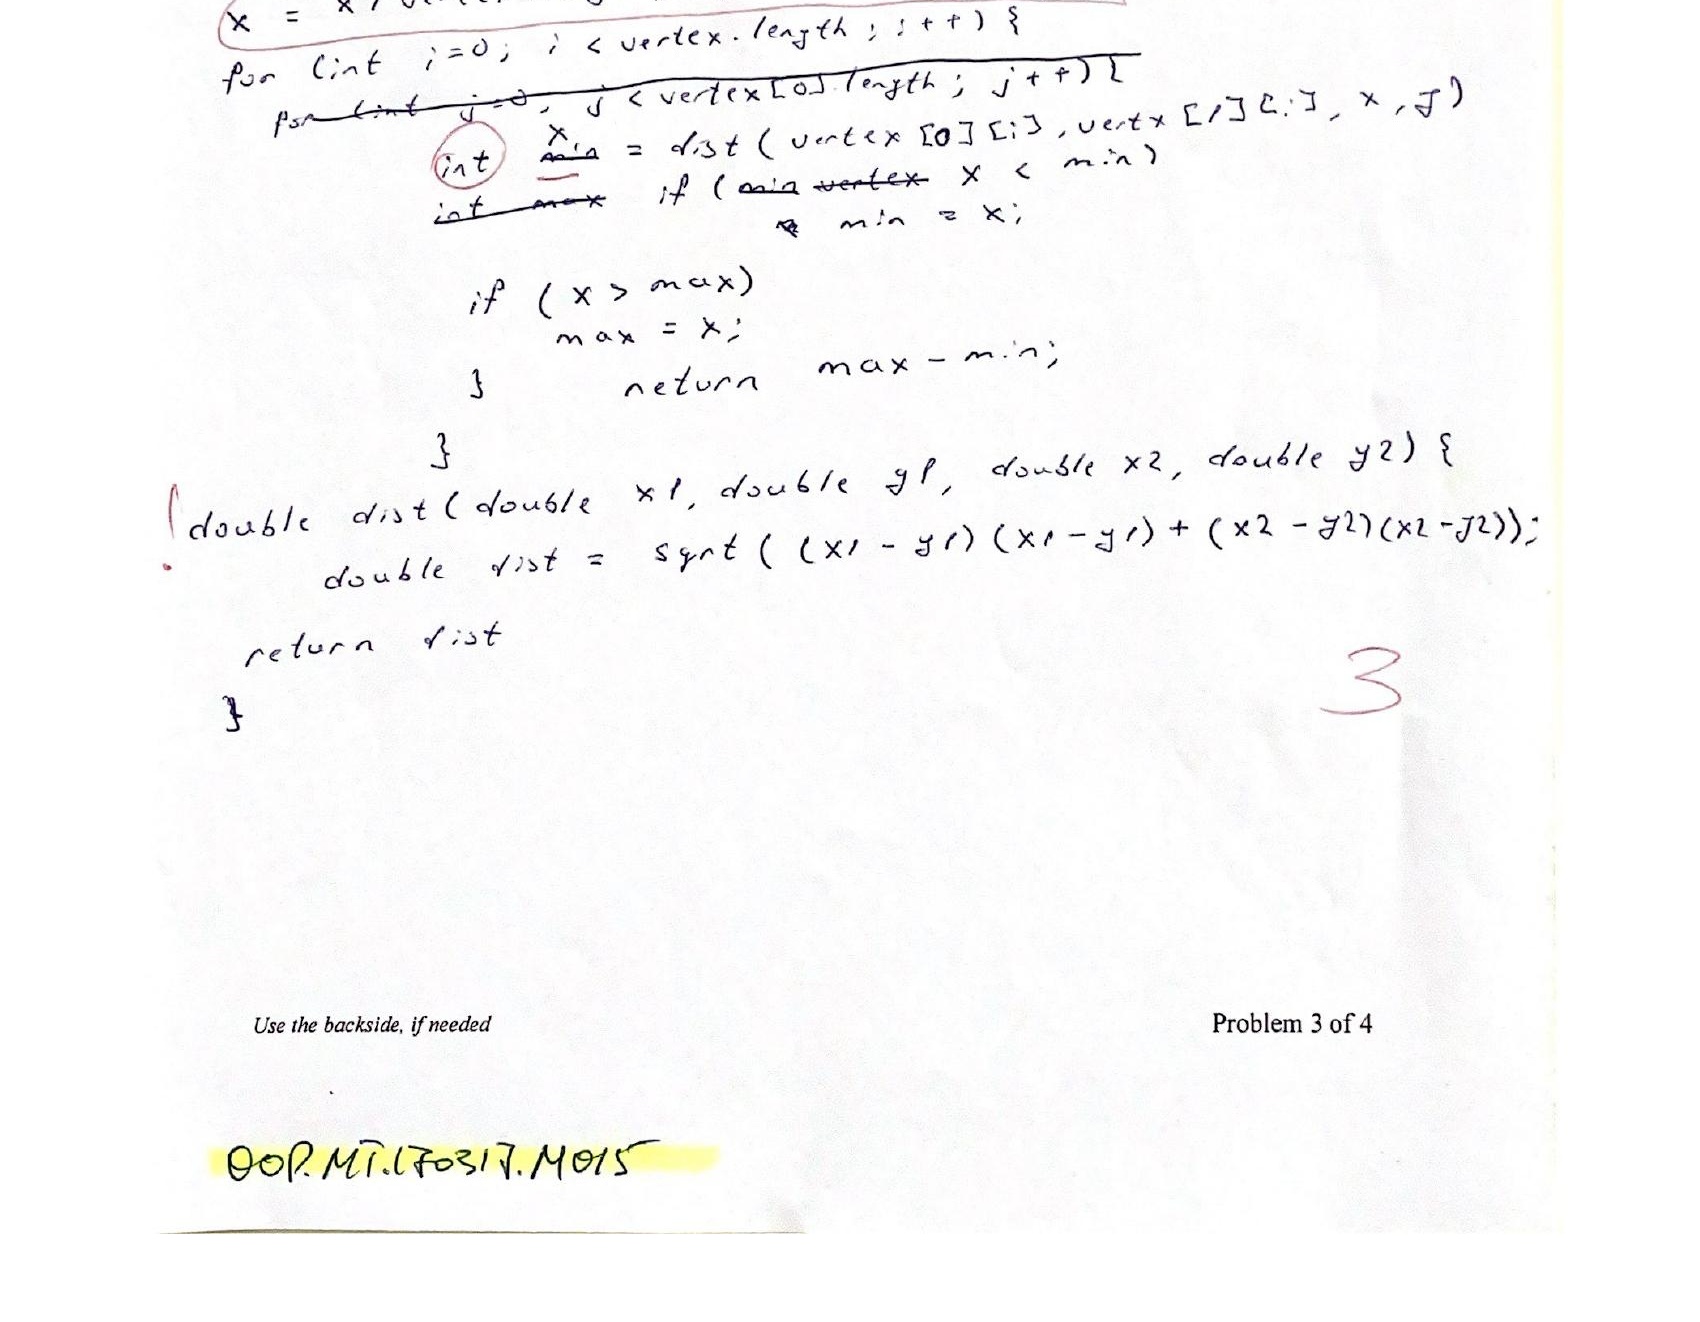 x = x /
for (int i=0; i < vertex.length; i++) {
for (int j=0, j < vertex[0].length; j++) {
int min x = dist (vertex [0][i], vertx [1][i], x, y)
int max if (min vertex x < min)
min = x;
if (x > max)
max = x;
} return max - min;
}
double dist (double x1, double y1, double x2, double y2) {
double dist = sqrt ( (x1 - y1) (x1 - y1) + (x2 - y2) (x2 - y2));
return dist
}
3
Use the backside, if needed Problem 3 of 4
OOP.MT.170317.M015